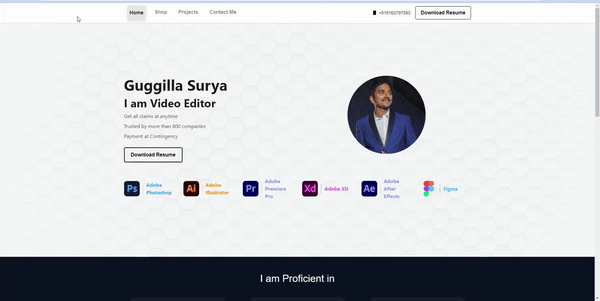 Home Shop Projects Contact Me +919160797593 Download Resume
Guggilla Surya
I am Video Editor
Get all claims at anytime
Trusted by more than 800 companies
Payment at Contingency
Download Resume
Ps Adobe Photoshop
Ai Adobe Illustrator
Pr Adobe Premiere Pro
Xd Adobe XD
Ae Adobe After Effects
Figma
I am Proficient in